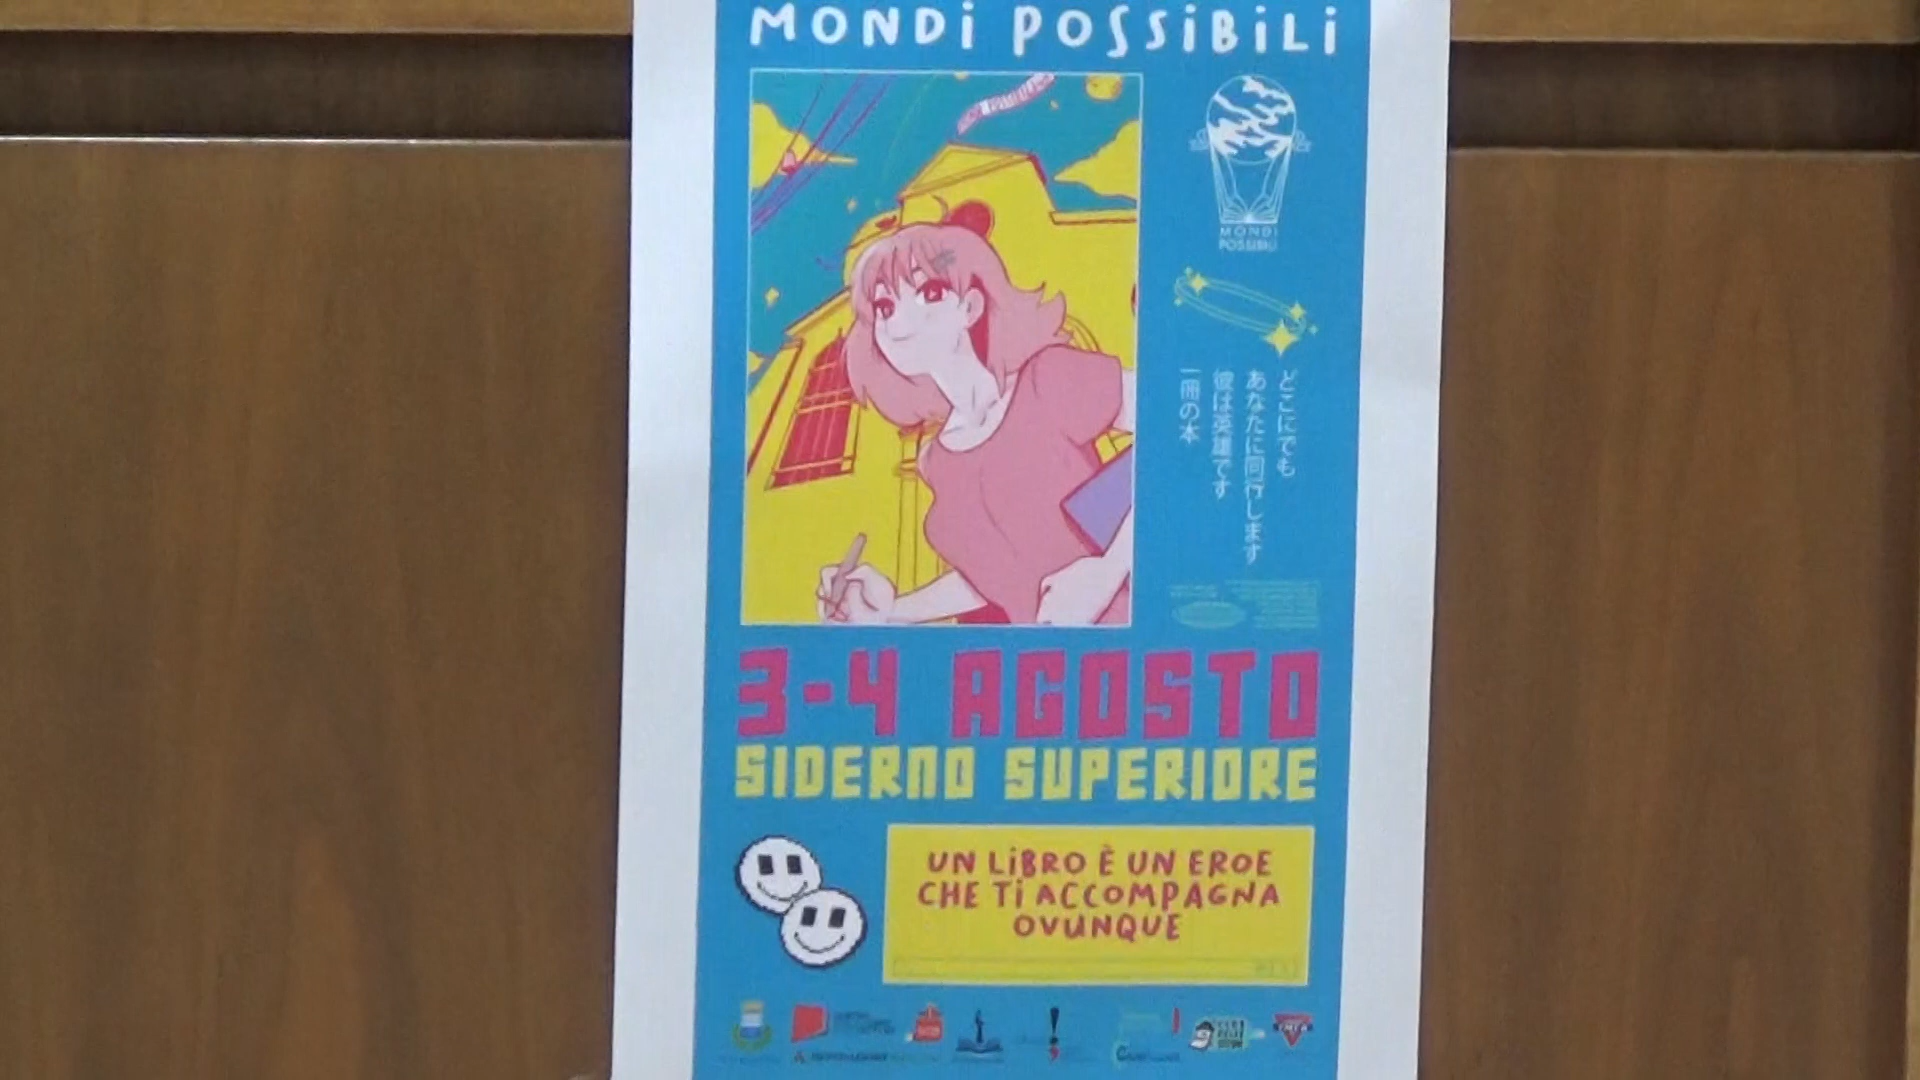 MONDi POSSiBiLi
MONDI
POSSIBILI
どこにでも
あなたに同行します
彼は英雄です
一冊の本
3-4 AGOSTO
SIDERNO SUPERIORE
UN LiBRO È UN EROE
CHE Ti ACCOMPAGNA
OVUNQUE